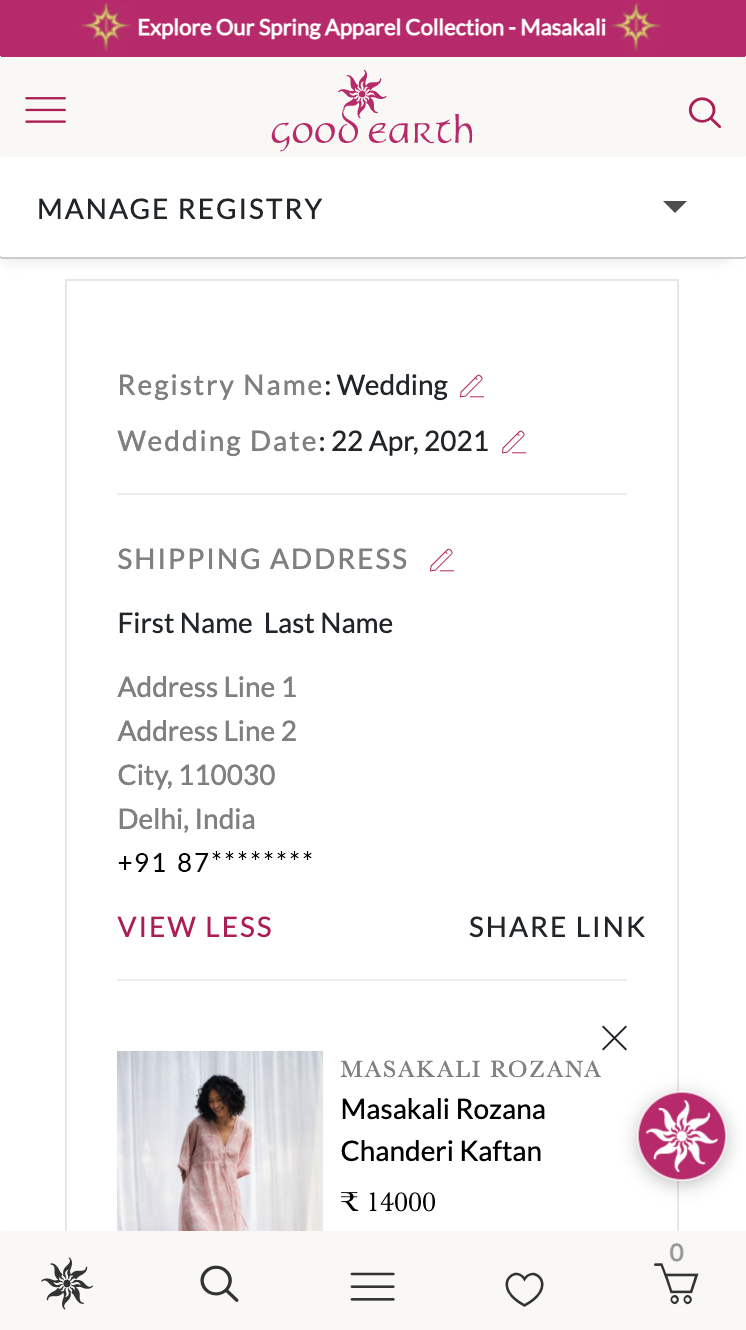 Explore Our Spring Apparel Collection - Masakali
good earth
MANAGE REGISTRY
Registry Name: Wedding
Wedding Date: 22 Apr, 2021
SHIPPING ADDRESS
First Name Last Name
Address Line 1
Address Line 2
City, 110030
Delhi, India
+91 87********
VIEW LESS SHARE LINK
MASAKALI ROZANA
Masakali Rozana
Chanderi Kaftan
₹ 14000
0